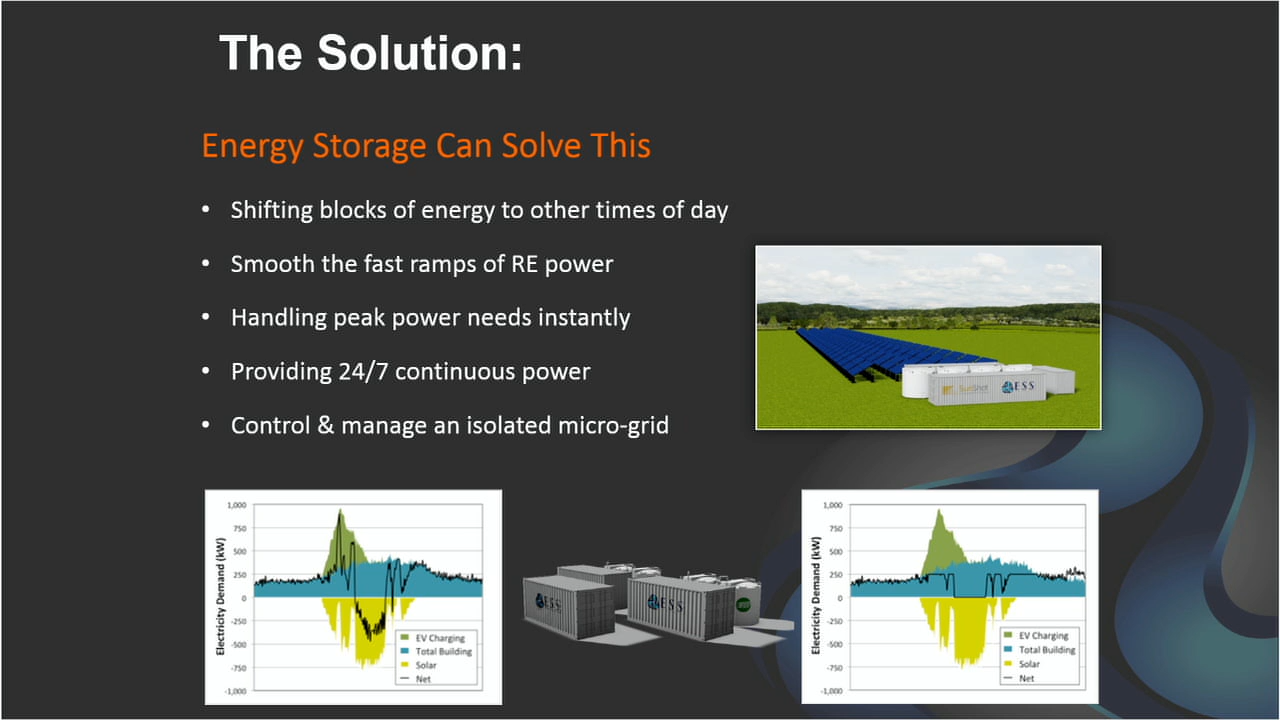 The Solution:
Energy Storage Can Solve This
• Shifting blocks of energy to other times of day
• Smooth the fast ramps of RE power
• Handling peak power needs instantly
• Providing 24/7 continuous power
• Control & manage an isolated micro-grid
SunShot
ESS
Electricity Demand (kW)
1,000
750
500
250
0
-250
-500
-750
-1,000
EV Charging
Total Building
Solar
Net
ESS
ESS
Electricity Demand (kW)
1,000
750
500
250
0
-250
-500
-750
-1,000
EV Charging
Total Building
Solar
Net